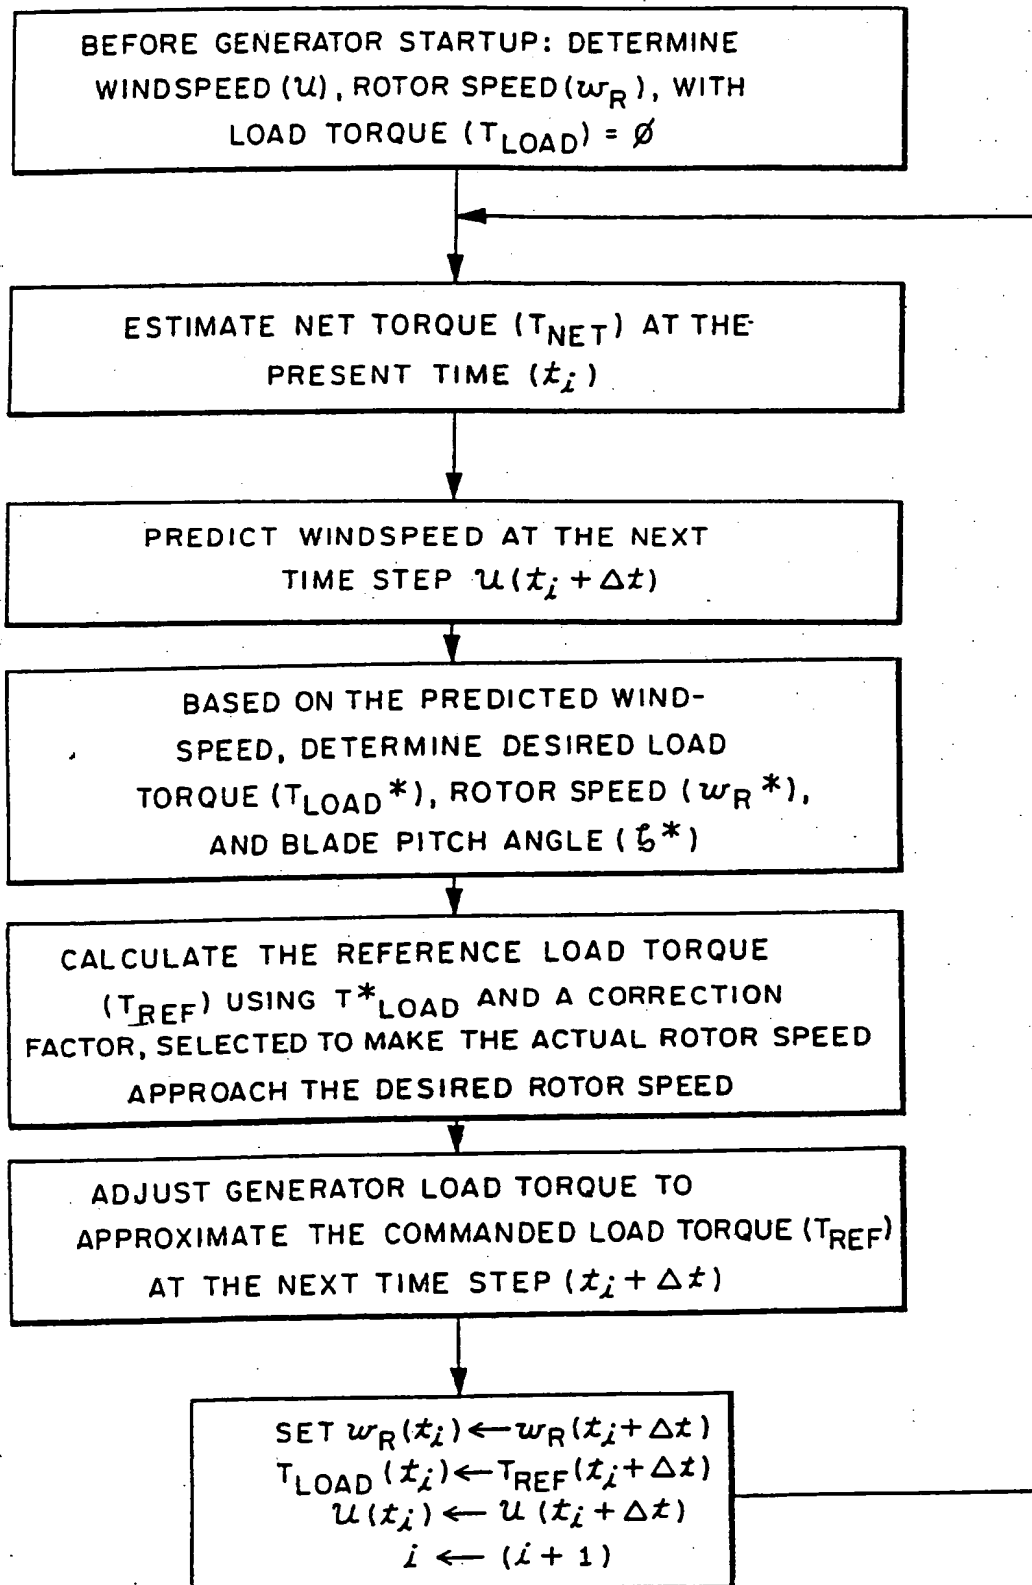 BEFORE GENERATOR STARTUP: DETERMINE
WINDSPEED (U), ROTOR SPEED (wR), WITH
LOAD TORQUE (TLOAD) = Ø
ESTIMATE NET TORQUE (TNET) AT THE
PRESENT TIME (ti)
PREDICT WINDSPEED AT THE NEXT
TIME STEP U(ti + Δt)
BASED ON THE PREDICTED WIND-
SPEED, DETERMINE DESIRED LOAD
TORQUE (TLOAD*), ROTOR SPEED (wR*),
AND BLADE PITCH ANGLE (ζ*)
CALCULATE THE REFERENCE LOAD TORQUE
(TREF) USING T*LOAD AND A CORRECTION
FACTOR, SELECTED TO MAKE THE ACTUAL ROTOR SPEED
APPROACH THE DESIRED ROTOR SPEED
ADJUST GENERATOR LOAD TORQUE TO
APPROXIMATE THE COMMANDED LOAD TORQUE (TREF)
AT THE NEXT TIME STEP (ti + Δt)
SET wR(ti) ← wR(ti + Δt)
TLOAD(ti) ← TREF(ti + Δt)
U(ti) ← U(ti + Δt)
i ← (i + 1)